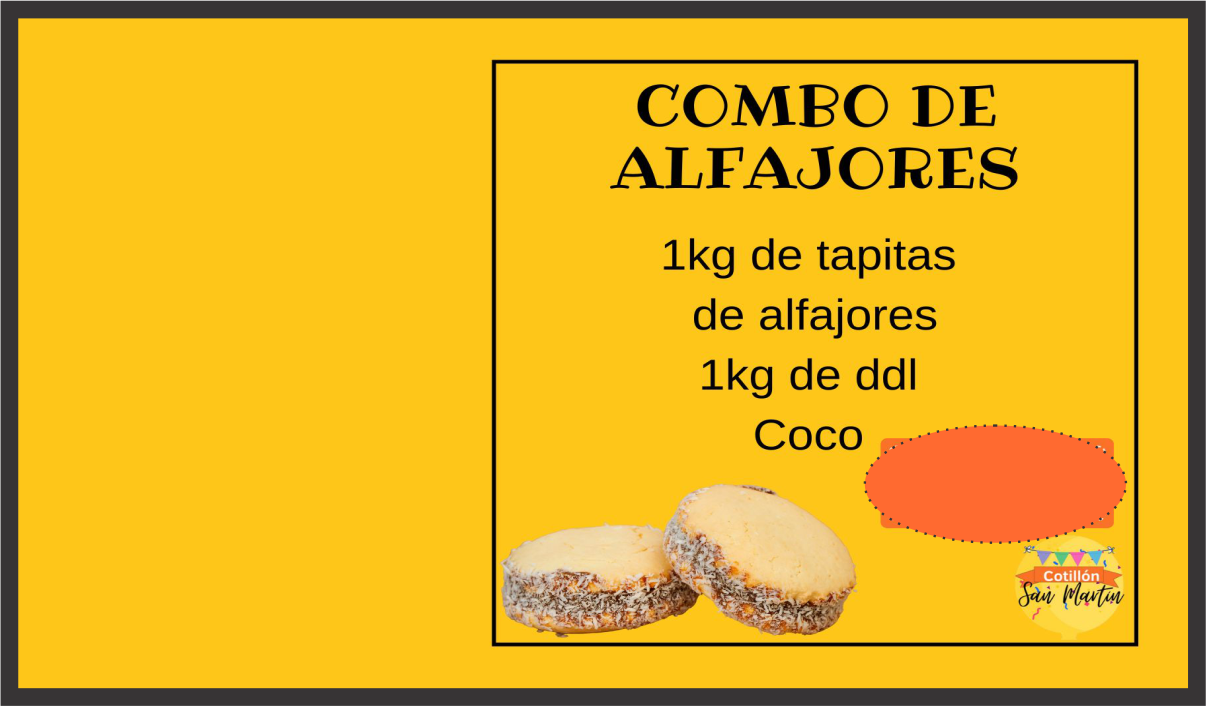 COMBO DE
ALFAJORES
1kg de tapitas
de alfajores
1kg de ddl
Coco
Cotillón
San Martín